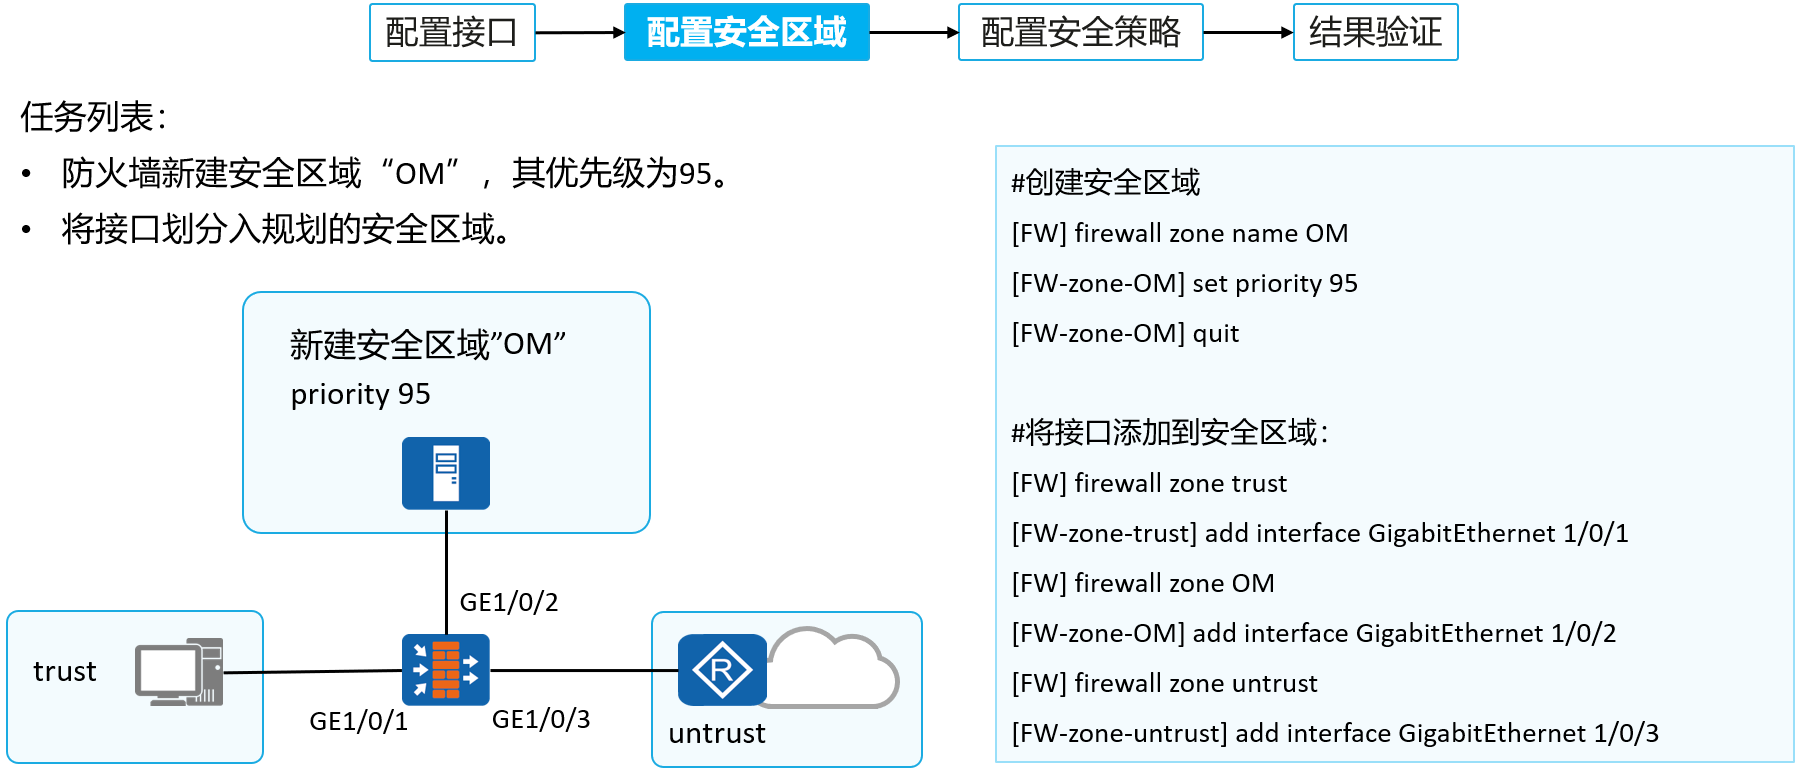 配置接口
配置安全区域
配置安全策略
结果验证
任务列表：
• 防火墙新建安全区域“OM”，其优先级为95。
• 将接口划分入规划的安全区域。
新建安全区域”OM”
priority 95
GE1/0/2
trust
GE1/0/1
GE1/0/3
R
untrust
#创建安全区域
[FW] firewall zone name OM
[FW-zone-OM] set priority 95
[FW-zone-OM] quit
#将接口添加到安全区域：
[FW] firewall zone trust
[FW-zone-trust] add interface GigabitEthernet 1/0/1
[FW] firewall zone OM
[FW-zone-OM] add interface GigabitEthernet 1/0/2
[FW] firewall zone untrust
[FW-zone-untrust] add interface GigabitEthernet 1/0/3